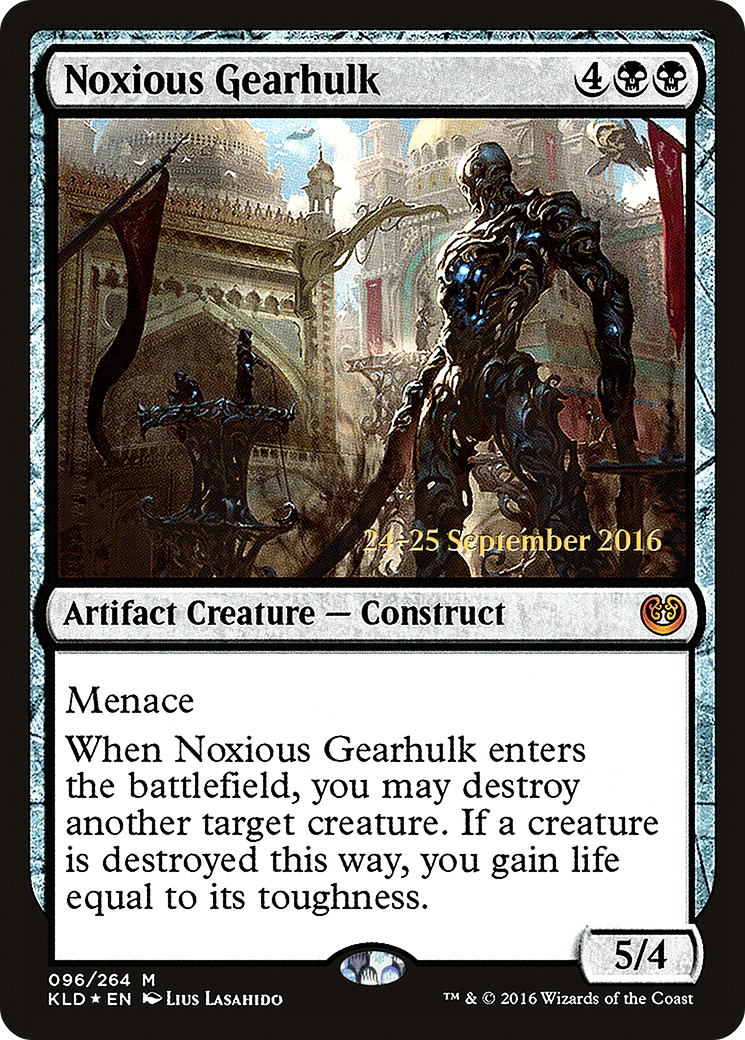 Noxious Gearhulk
4
24-25 September 2016
Artifact Creature — Construct
Menace
When Noxious Gearhulk enters
the battlefield, you may destroy
another target creature. If a creature
is destroyed this way, you gain life
equal to its toughness.
5/4
096/264 M
KLD ★ EN Lius Lasahido
™ & © 2016 Wizards of the Coast